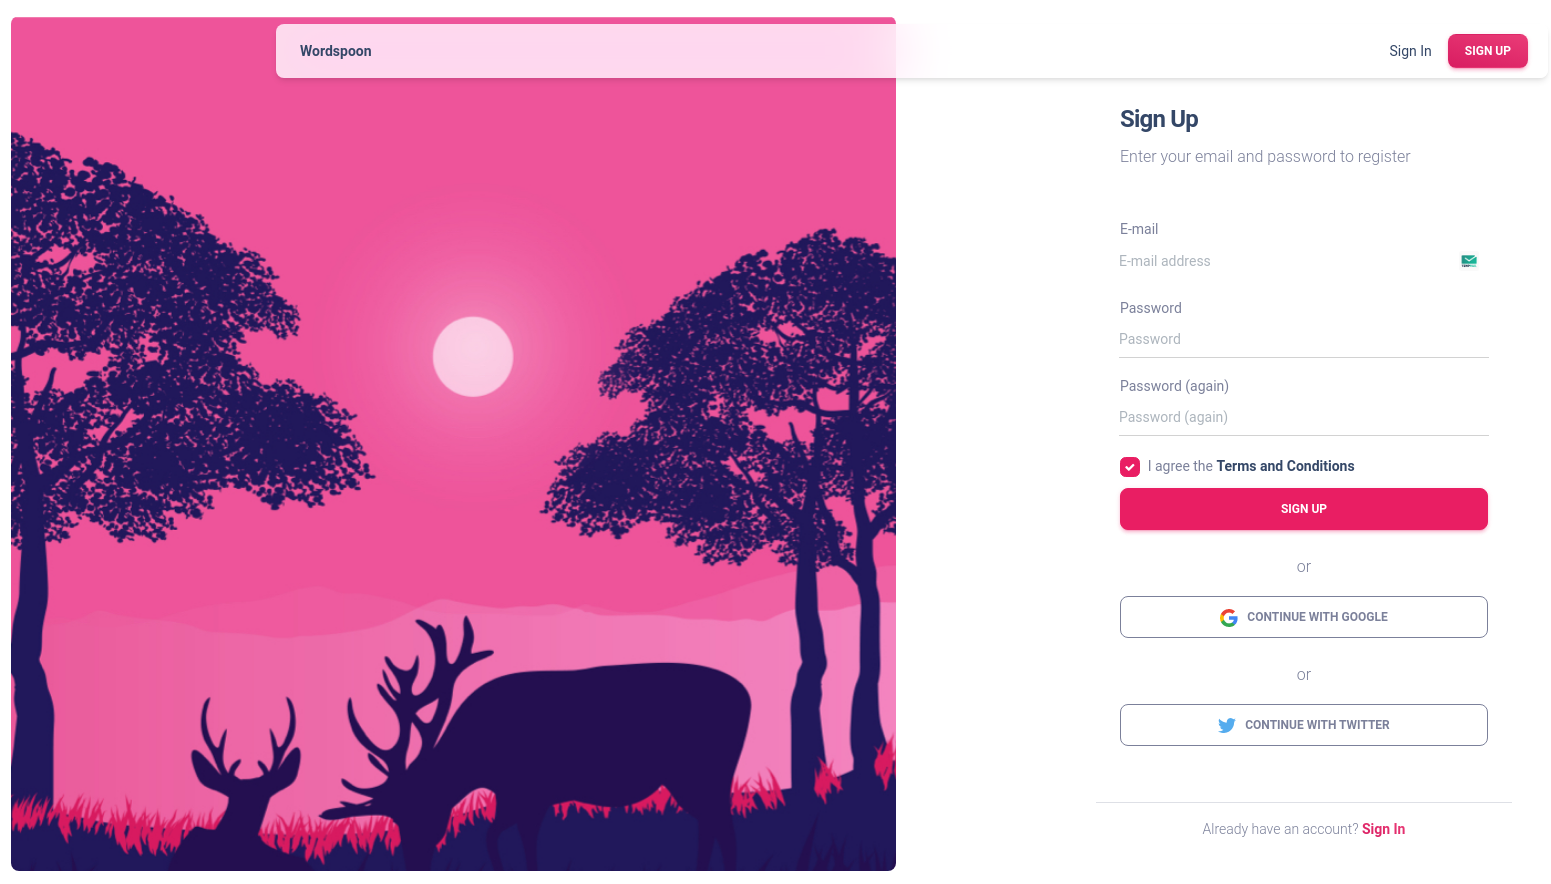 Wordspoon
Sign In
SIGN UP
Sign Up
Enter your email and password to register
E-mail
E-mail address
Password
Password
Password (again)
Password (again)
I agree the Terms and Conditions
SIGN UP
or
CONTINUE WITH GOOGLE
or
CONTINUE WITH TWITTER
Already have an account? Sign In